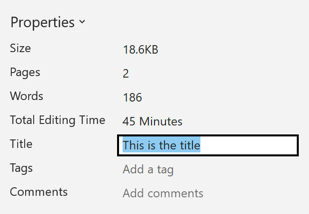 Properties
Size 18.6KB
Pages 2
Words 186
Total Editing Time 45 Minutes
Title This is the title
Tags Add a tag
Comments Add comments